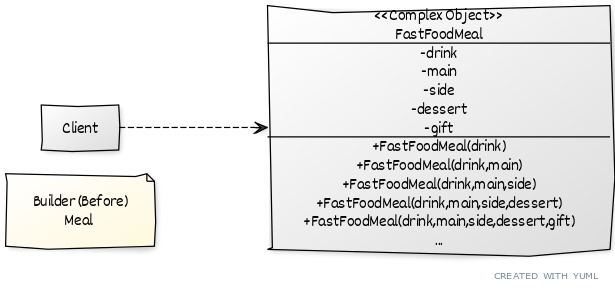 <<Complex Object>>
FastFoodMeal
-drink
-main
-side
-dessert
-gift
+FastFoodMeal(drink)
+FastFoodMeal(drink,main)
+FastFoodMeal(drink,main,side)
+FastFoodMeal(drink,main,side,dessert)
+FastFoodMeal(drink,main,side,dessert,gift)
...
Client
Builder (Before)
Meal
CREATED WITH YUML